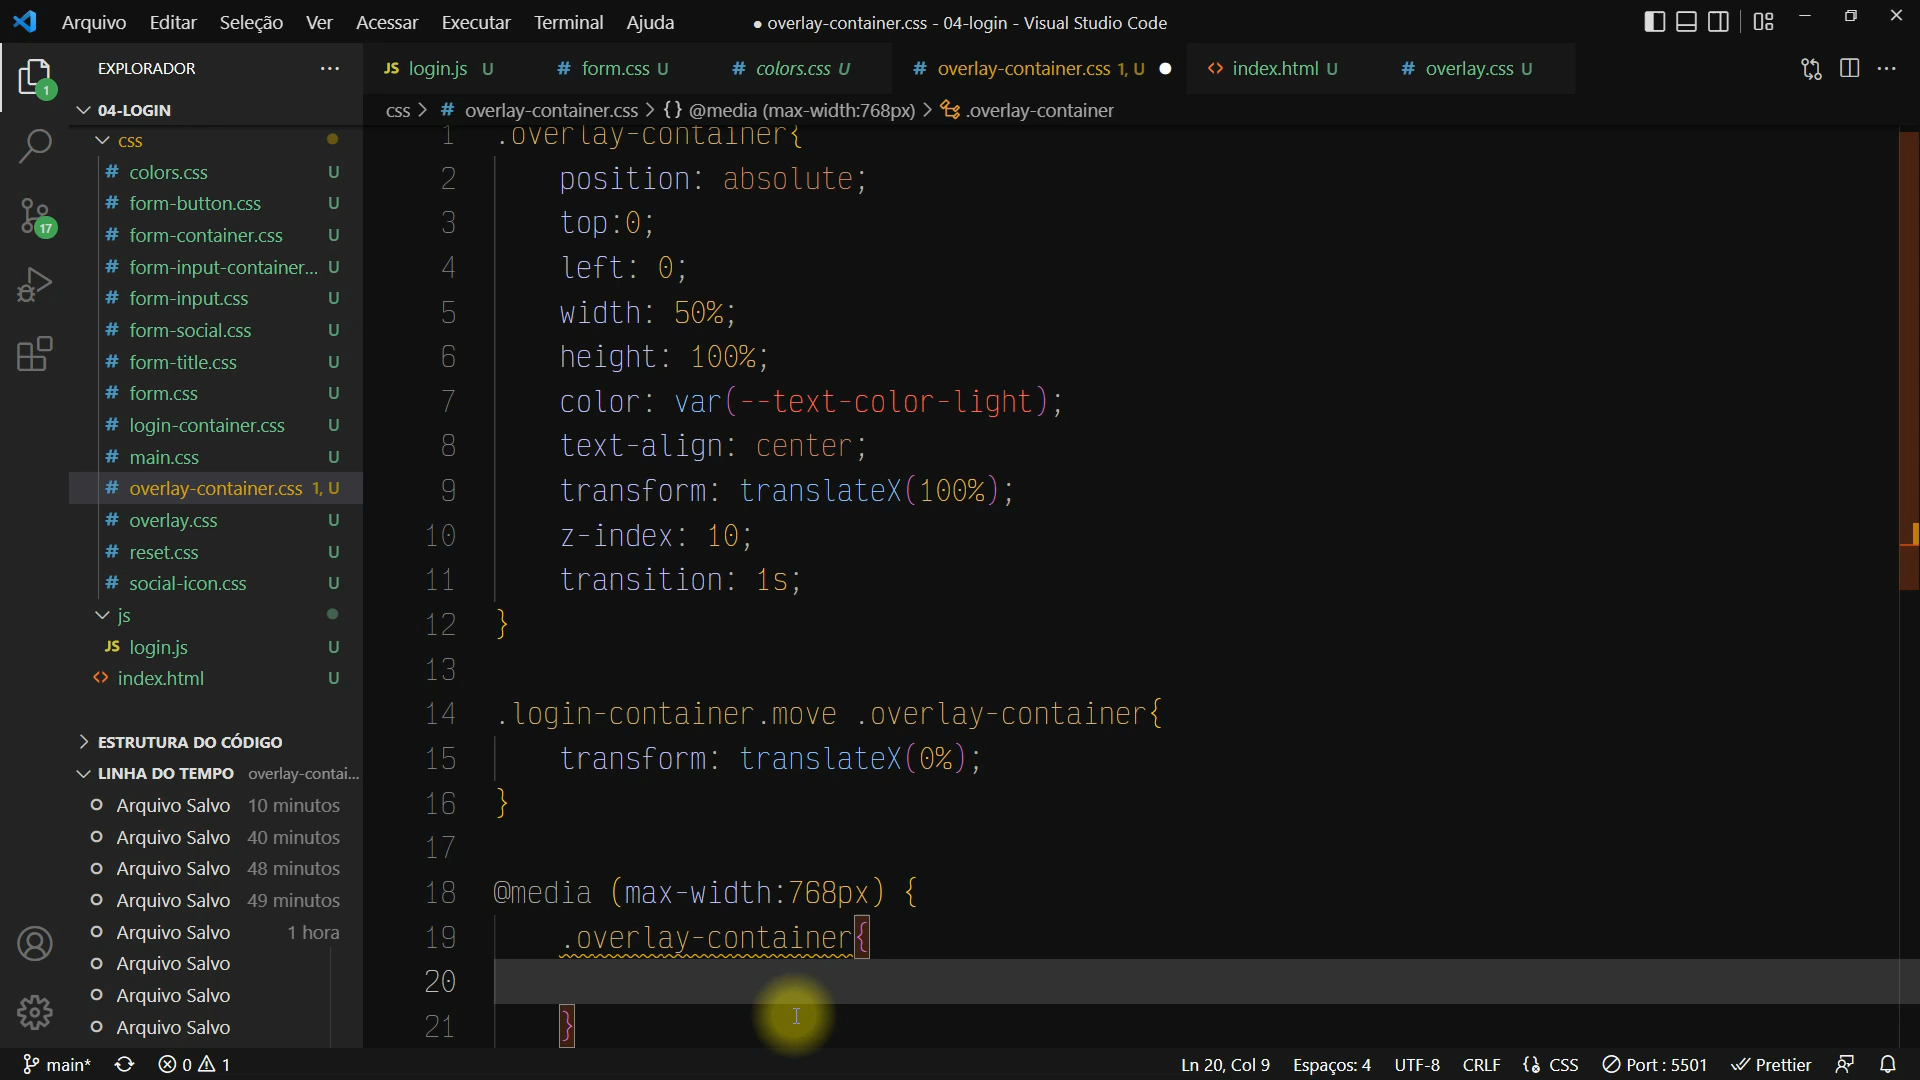 Arquivo Editar Seleção Ver Acessar Executar Terminal Ajuda
● overlay-container.css - 04-login - Visual Studio Code
EXPLORADOR
JS login.js U
# form.css U
# colors.css U
# overlay-container.css 1, U
<> index.html U
# overlay.css U
04-LOGIN
css > # overlay-container.css > {} @media (max-width:768px) > .overlay-container
css
# colors.css U
# form-button.css U
# form-container.css U
# form-input-container... U
# form-input.css U
# form-social.css U
# form-title.css U
# form.css U
# login-container.css U
# main.css U
# overlay-container.css 1, U
# overlay.css U
# reset.css U
# social-icon.css U
js
JS login.js U
<> index.html U
ESTRUTURA DO CÓDIGO
LINHA DO TEMPO overlay-contai...
Arquivo Salvo 10 minutos
Arquivo Salvo 40 minutos
Arquivo Salvo 48 minutos
Arquivo Salvo 49 minutos
Arquivo Salvo 1 hora
Arquivo Salvo
Arquivo Salvo
Arquivo Salvo
1
17
1 .overlay-container{
2 position: absolute;
3 top:0;
4 left: 0;
5 width: 50%;
6 height: 100%;
7 color: var(--text-color-light);
8 text-align: center;
9 transform: translateX(100%);
10 z-index: 10;
11 transition: 1s;
12 }
13
14 .login-container.move .overlay-container{
15 transform: translateX(0%);
16 }
17
18 @media (max-width:768px) {
19 .overlay-container{
20
21 }
main* 0 1
Ln 20, Col 9 Espaços: 4 UTF-8 CRLF {} CSS Port : 5501 Prettier